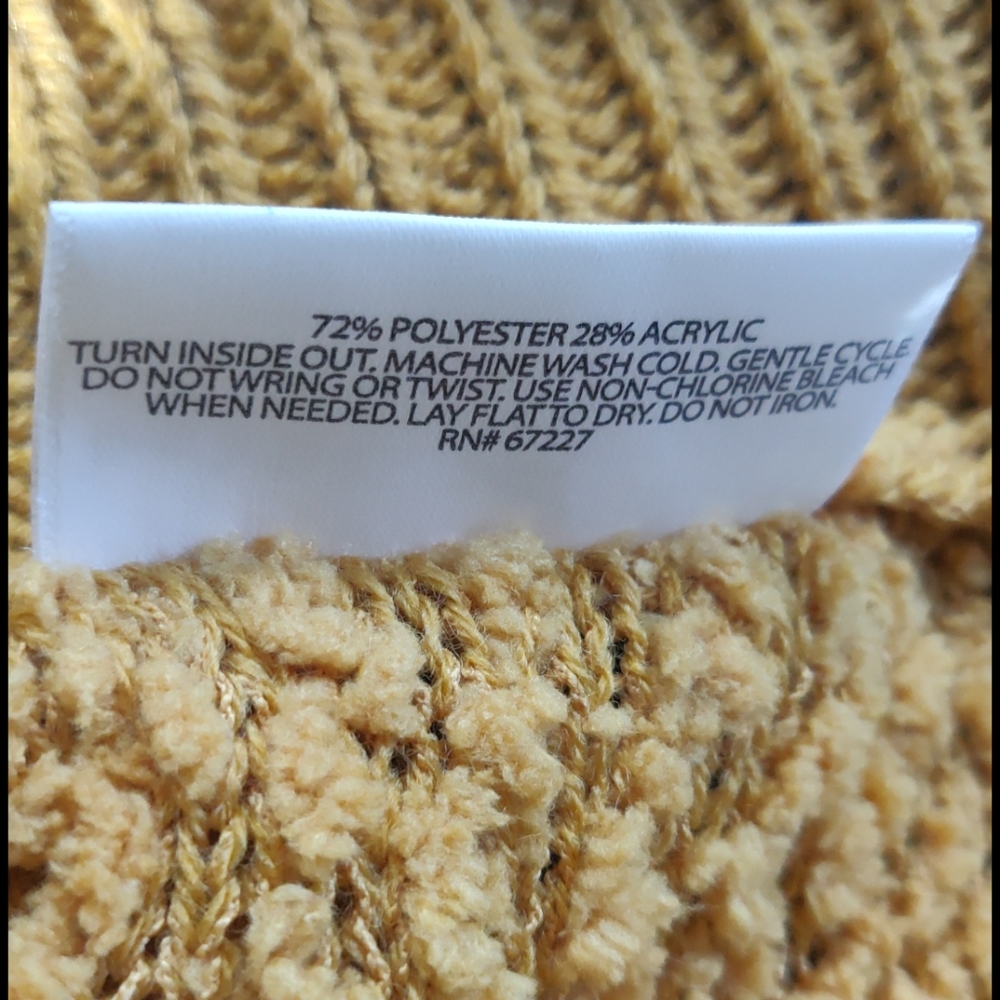 72% POLYESTER 28% ACRYLIC
TURN INSIDE OUT. MACHINE WASH COLD. GENTLE CYCLE.
DO NOT WRING OR TWIST. USE NON-CHLORINE BLEACH
WHEN NEEDED. LAY FLAT TO DRY. DO NOT IRON.
RN# 67227